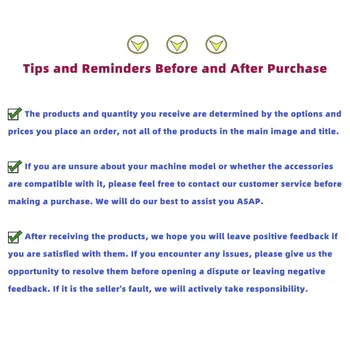 Tips and Reminders Before and After Purchase
The products and quantity you receive are determined by the options and
prices you place an order, not all of the products in the main image and title.
If you are unsure about your machine model or whether the accessories
are compatible with it, please feel free to contact our customer service before
making a purchase. We will do our best to assist you ASAP.
After receiving the products, we hope you will leave positive feedback if
you are satisfied with them. If you encounter any issues, please give us the
opportunity to resolve them before opening a dispute or leaving negative
feedback. If it is the seller's fault, we will actively take responsibility.